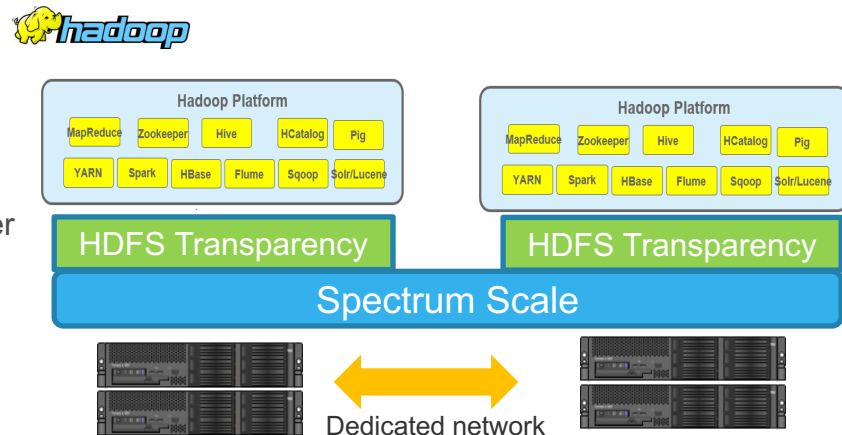 hadoop
Hadoop Platform
MapReduce Zookeeper Hive HCatalog Pig
YARN Spark HBase Flume Sqoop Solr/Lucene
Hadoop Platform
MapReduce Zookeeper Hive HCatalog Pig
YARN Spark HBase Flume Sqoop Solr/Lucene
er
HDFS Transparency
HDFS Transparency
Spectrum Scale
Dedicated network